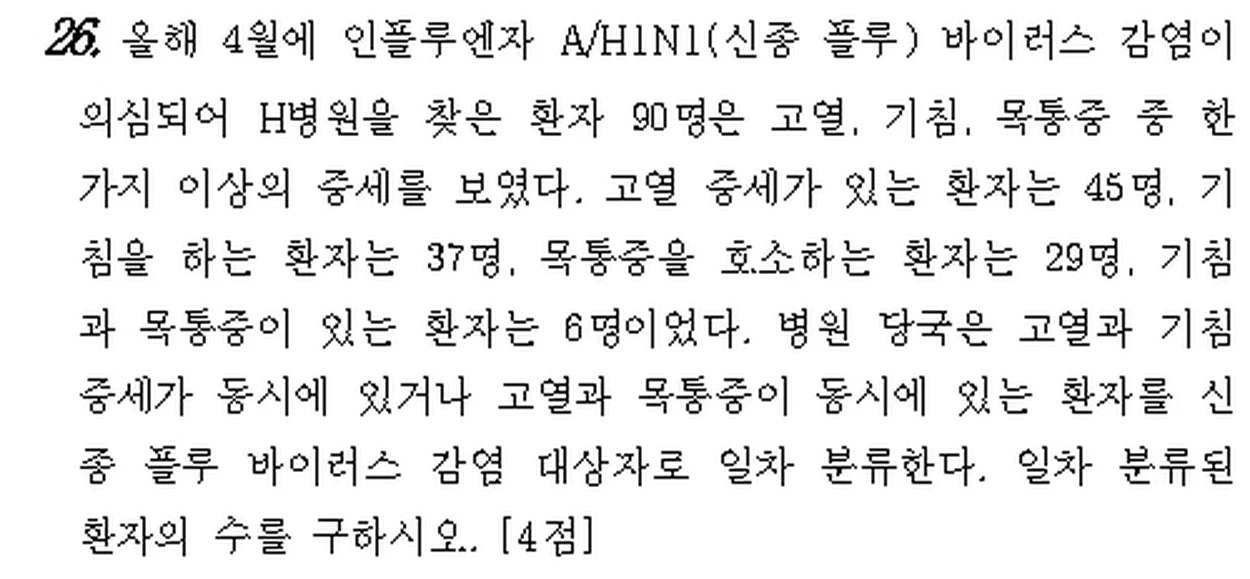 26. 올해 4월에 인플루엔자 A/H1N1(신종 플루) 바이러스 감염이
의심되어 H병원을 찾은 환자 90명은 고열, 기침, 목통증 중 한
가지 이상의 증세를 보였다. 고열 증세가 있는 환자는 45명, 기
침을 하는 환자는 37명, 목통증을 호소하는 환자는 29명, 기침
과 목통증이 있는 환자는 6명이었다. 병원 당국은 고열과 기침
증세가 동시에 있거나 고열과 목통증이 동시에 있는 환자를 신
종 플루 바이러스 감염 대상자로 일차 분류한다. 일차 분류된
환자의 수를 구하시오.. [4점]